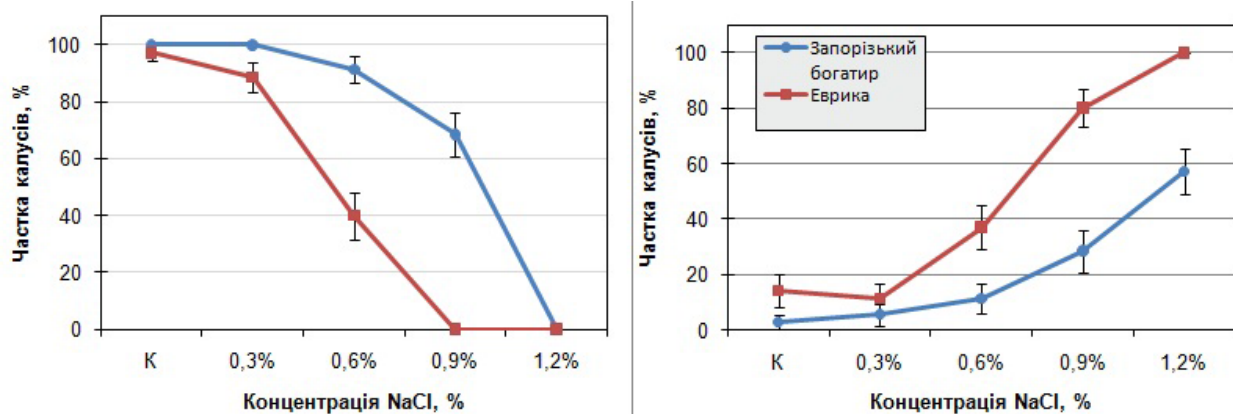 Частка калусів, %
100
80
60
40
20
0
К 0,3% 0,6% 0,9% 1,2%
Концентрація NaCl, %
Частка калусів, %
100
80
60
40
20
0
Запорізький
богатир
Еврика
К 0,3% 0,6% 0,9% 1,2%
Концентрація NaCl, %